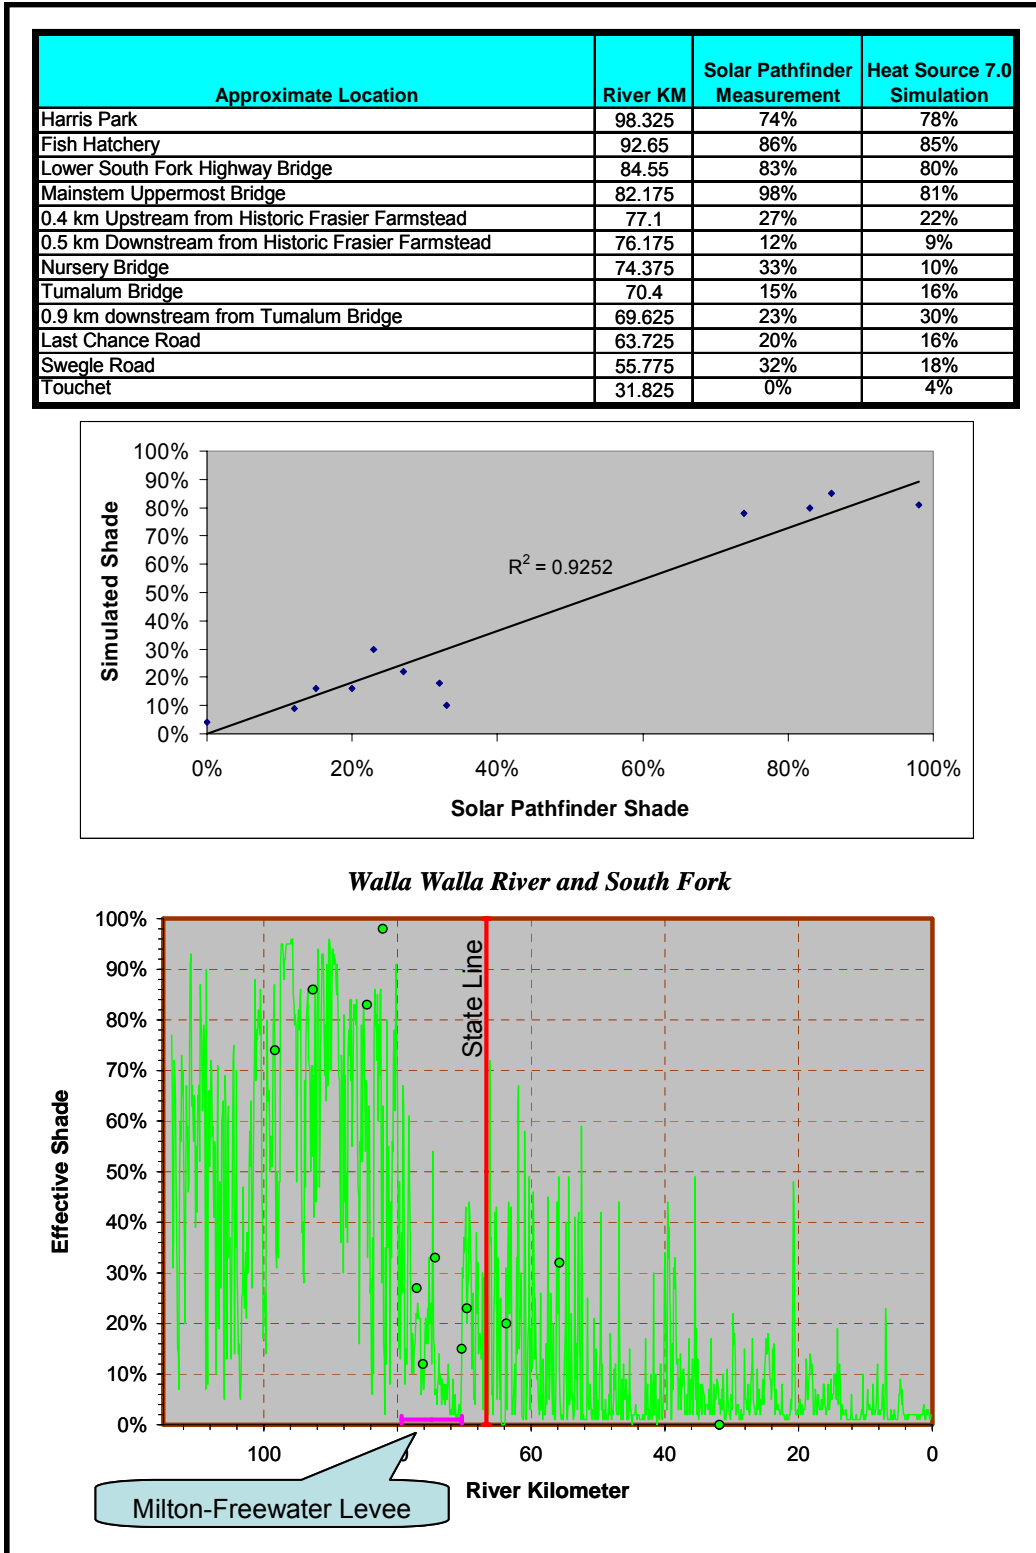 Approximate Location River KM Solar Pathfinder Measurement Heat Source 7.0 Simulation
Harris Park 98.325 74% 78%
Fish Hatchery 92.65 86% 85%
Lower South Fork Highway Bridge 84.55 83% 80%
Mainstem Uppermost Bridge 82.175 98% 81%
0.4 km Upstream from Historic Frasier Farmstead 77.1 27% 22%
0.5 km Downstream from Historic Frasier Farmstead 76.175 12% 9%
Nursery Bridge 74.375 33% 10%
Tumalum Bridge 70.4 15% 16%
0.9 km downstream from Tumalum Bridge 69.625 23% 30%
Last Chance Road 63.725 20% 16%
Swegle Road 55.775 32% 18%
Touchet 31.825 0% 4%
100%
90%
80%
70%
60%
50%
40%
30%
20%
10%
0%
Simulated Shade
R² = 0.9252
0% 20% 40% 60% 80% 100%
Solar Pathfinder Shade
Walla Walla River and South Fork
100%
90%
80%
70%
60%
50%
40%
30%
20%
10%
0%
Effective Shade
State Line
100 60 40 20 0
River Kilometer
Milton-Freewater Levee